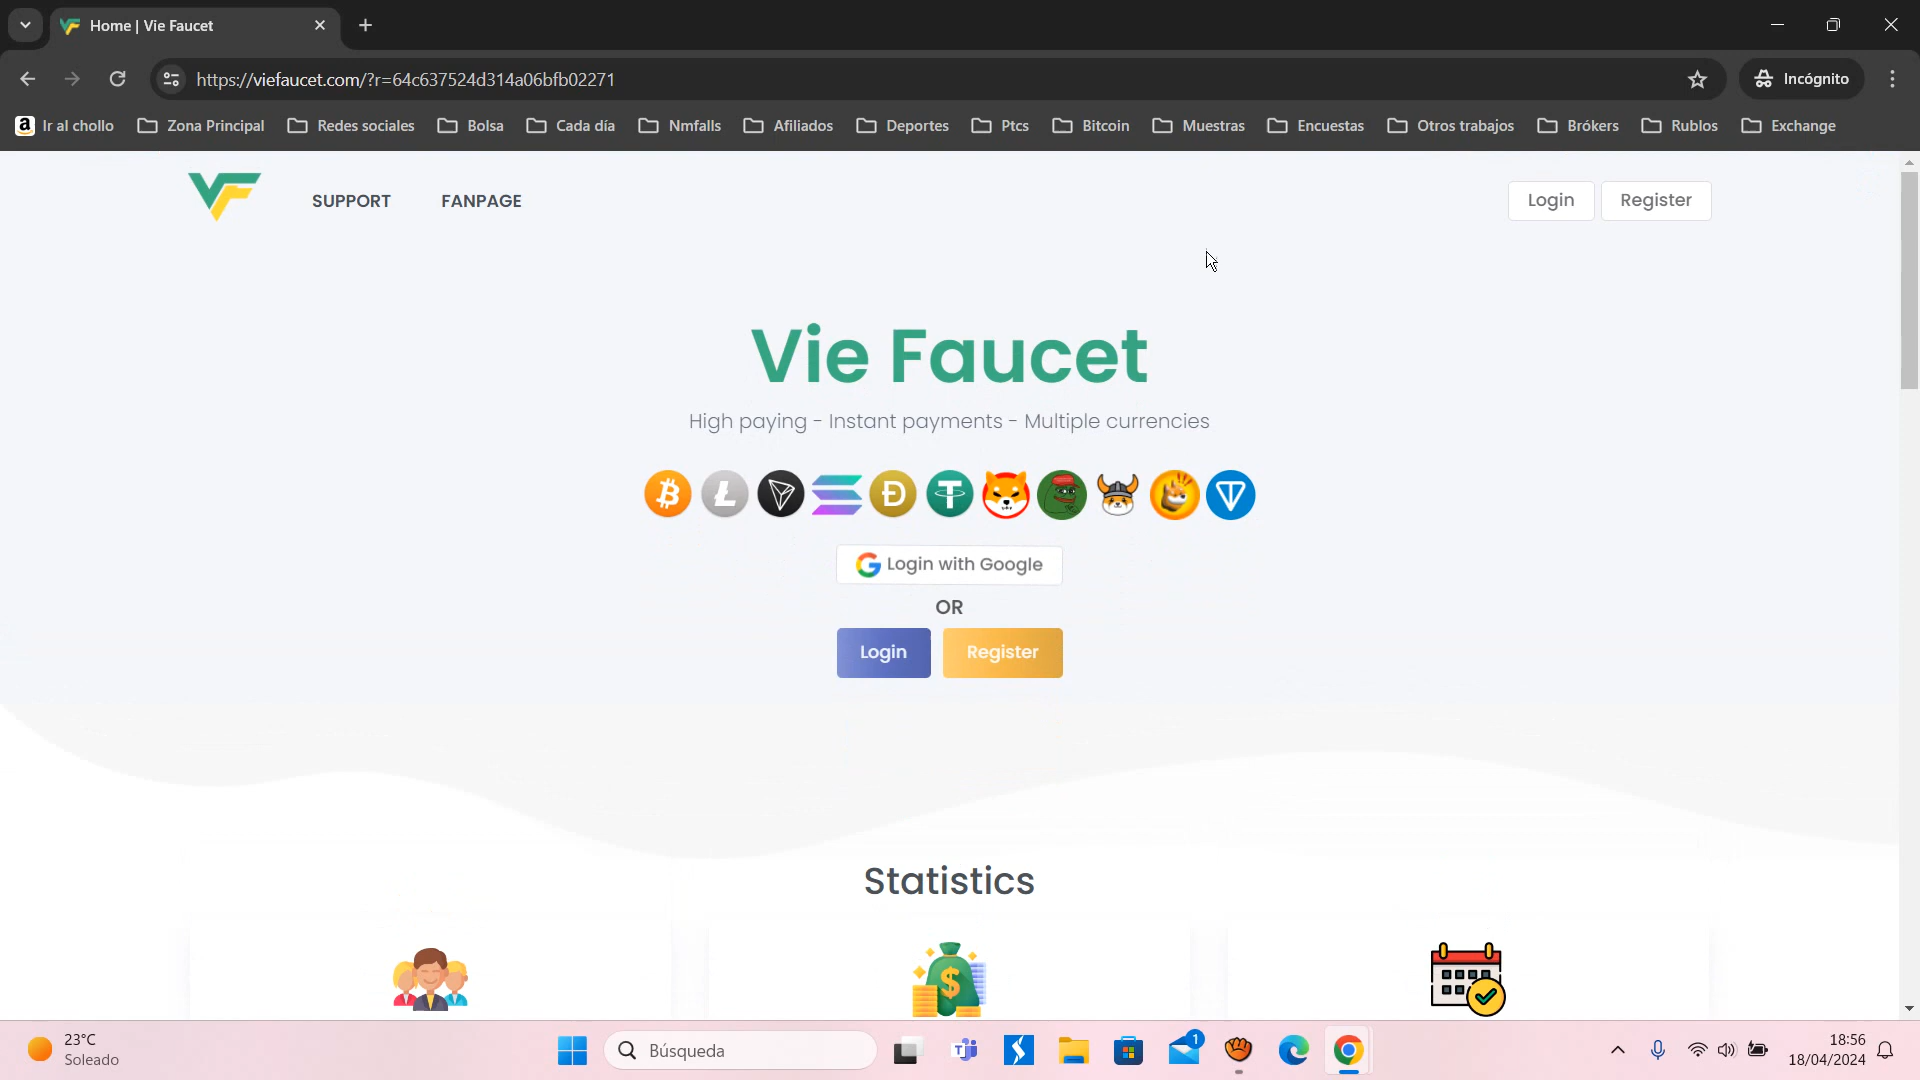 Home | Vie Faucet
https://viefaucet.com/?r=64c637524d314a06bfb02271
Incógnito
Ir al chollo Zona Principal Redes sociales Bolsa Cada día Nmfalls Afiliados Deportes Ptcs Bitcoin Muestras Encuestas Otros trabajos Brókers Rublos Exchange
SUPPORT FANPAGE Login Register
Vie Faucet
High paying - Instant payments - Multiple currencies
Login with Google
OR
Login Register
Statistics
23°C
Soleado
Búsqueda
1
18:56
18/04/2024